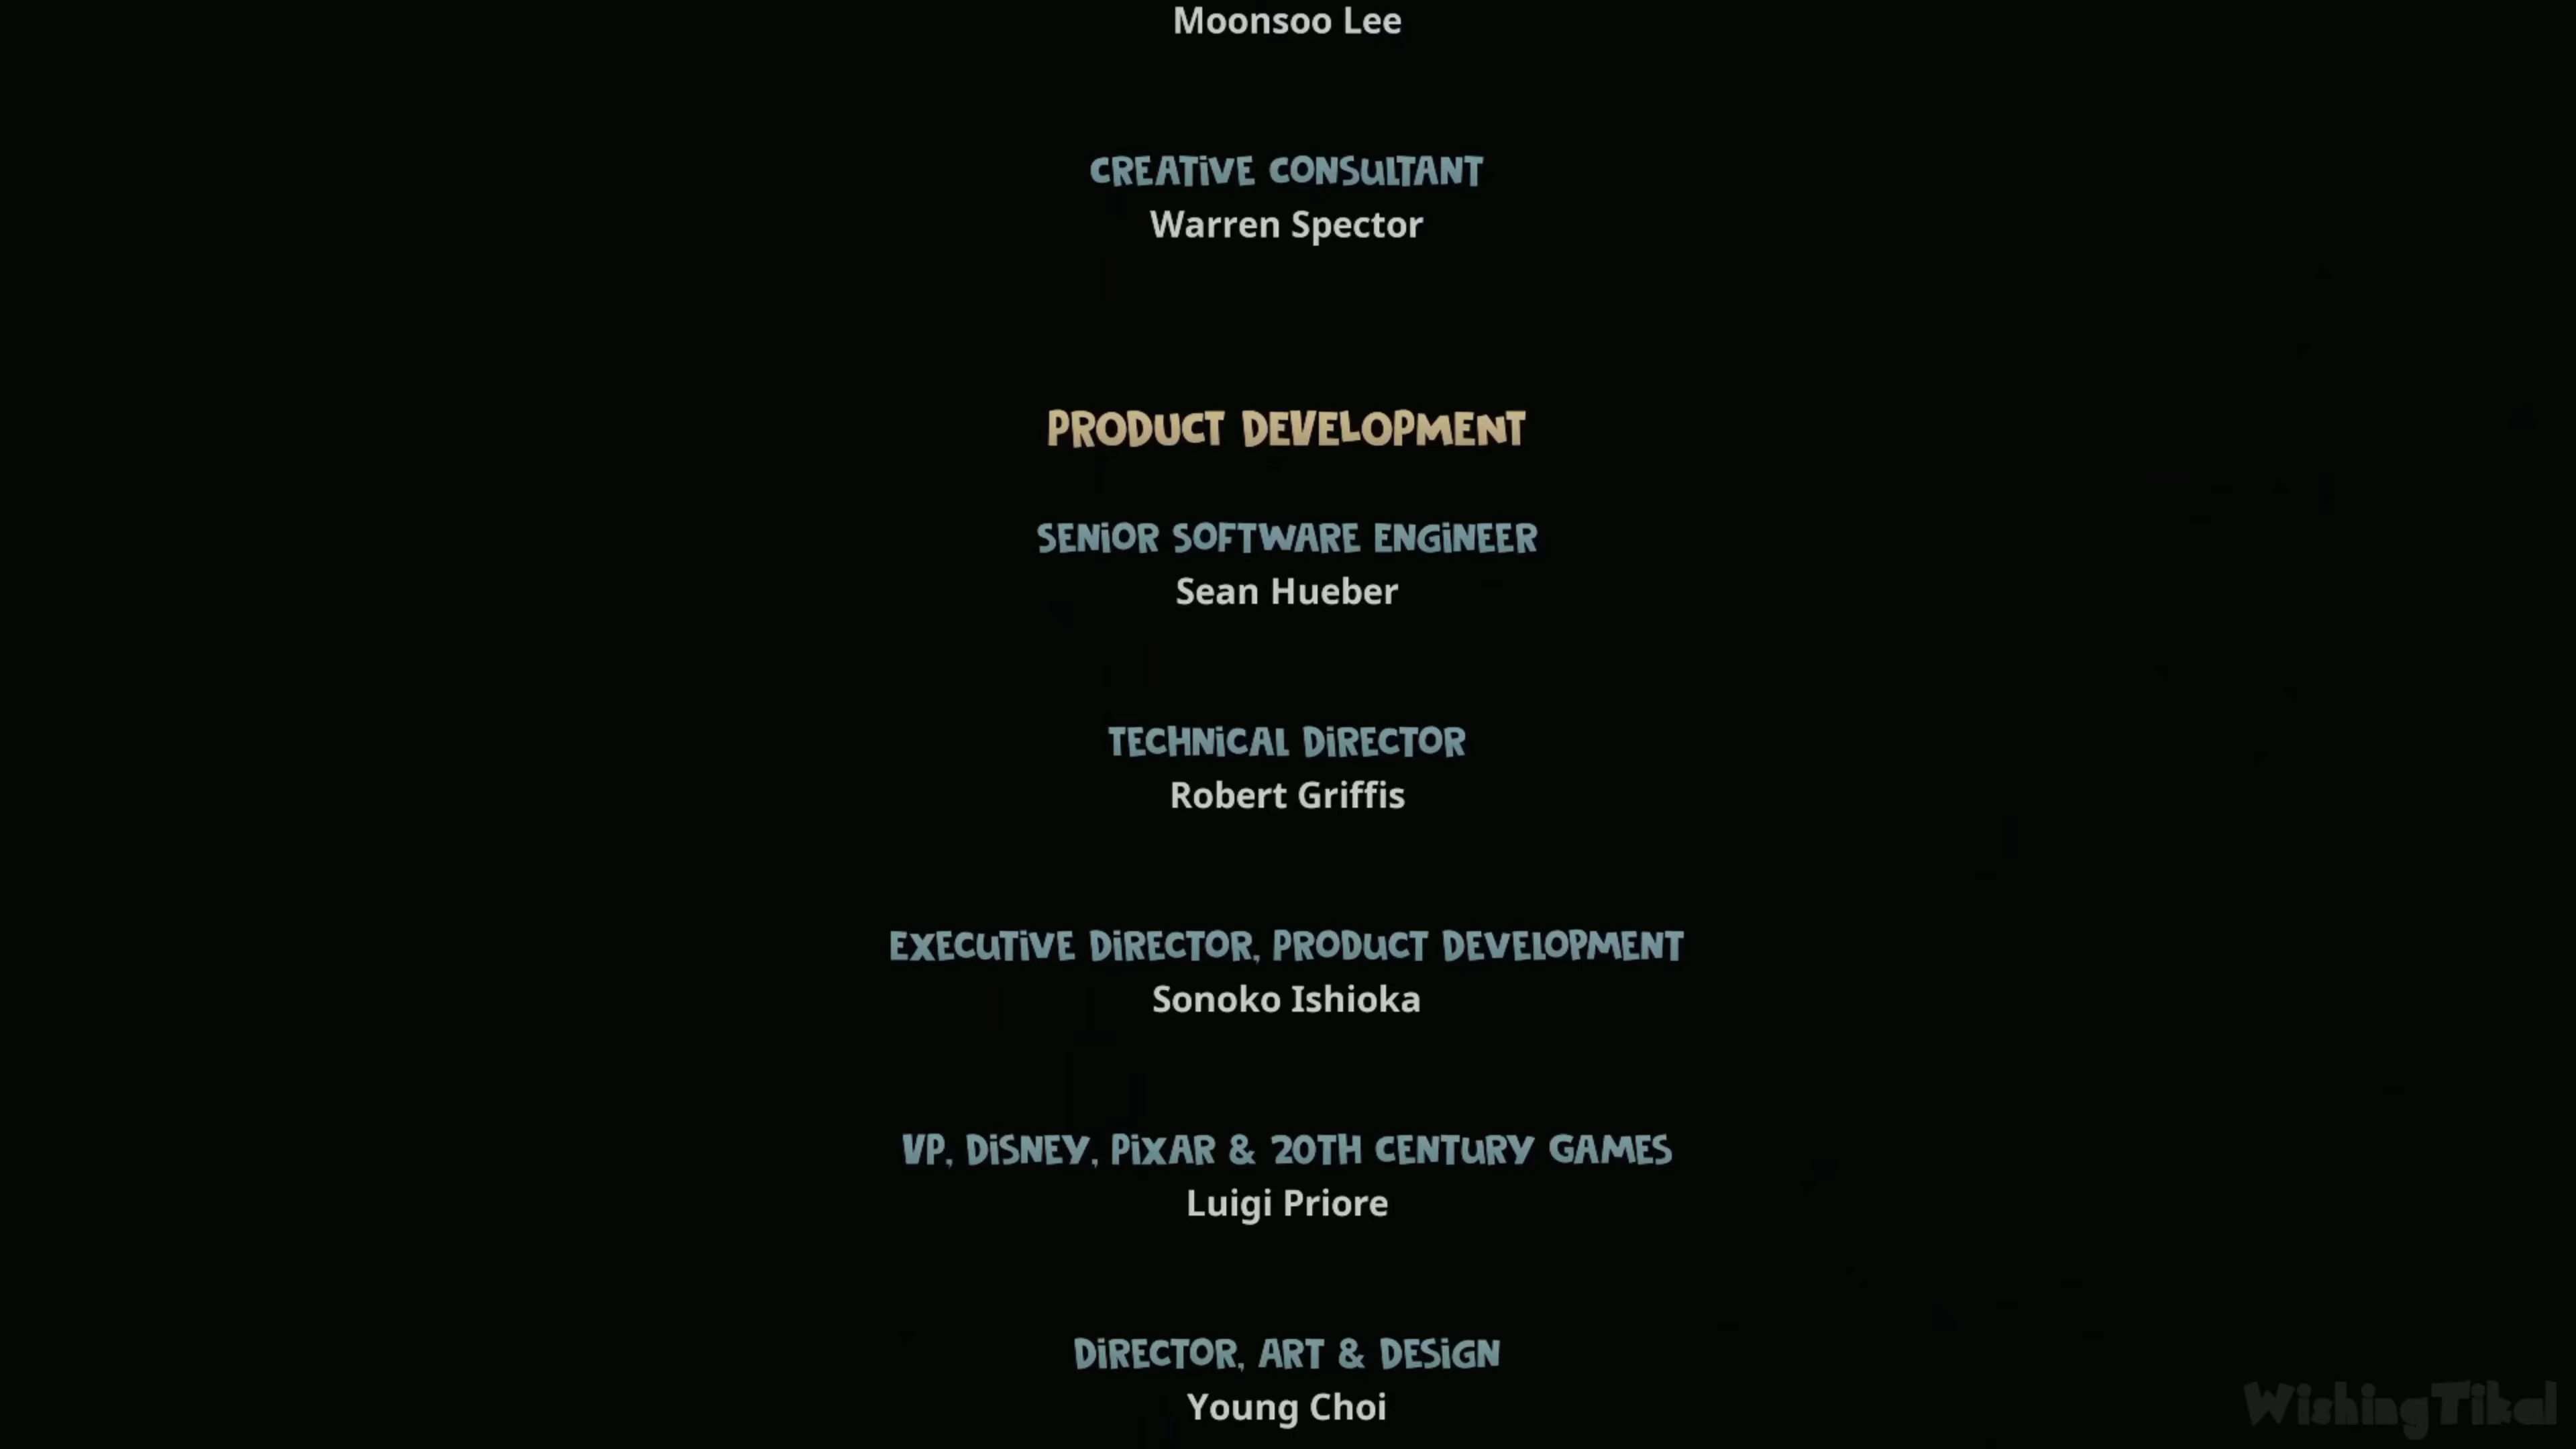 Moonsoo Lee
CREATiVE CONSuLTANT
Warren Spector
PRODuCT DEVELOPMENT
SENiOR SOFTWARE ENGiNEER
Sean Hueber
TECHNiCAL DiRECTOR
Robert Griffis
EXECuTiVE DiRECTOR, PRODuCT DEVELOPMENT
Sonoko Ishioka
VP, DiSNEY, PiXAR & 20TH CENTuRY GAMES
Luigi Priore
DiRECTOR, ART & DESiGN
Young Choi
WishingTikal